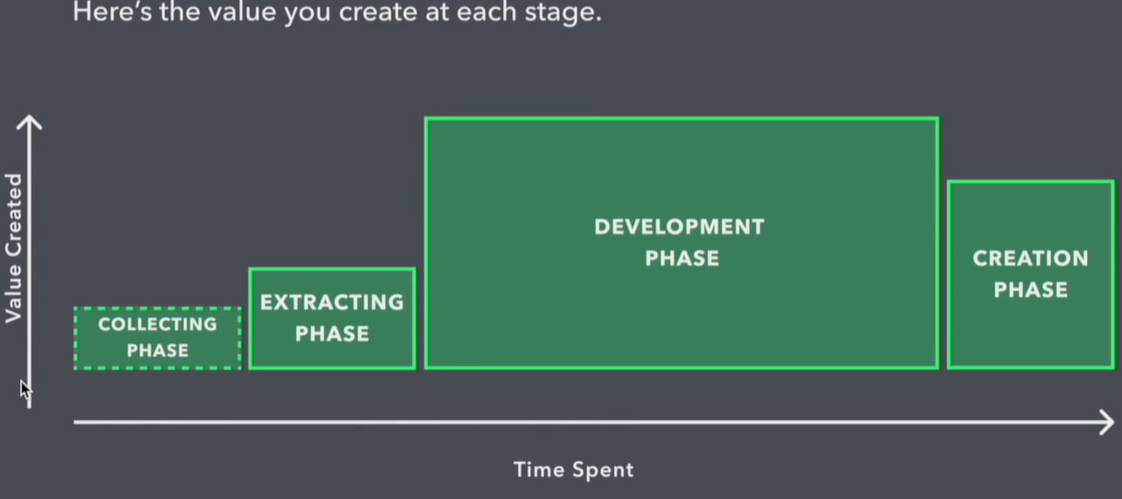 Here's the value you create at each stage.
Value Created
COLLECTING
PHASE
EXTRACTING
PHASE
DEVELOPMENT
PHASE
CREATION
PHASE
Time Spent